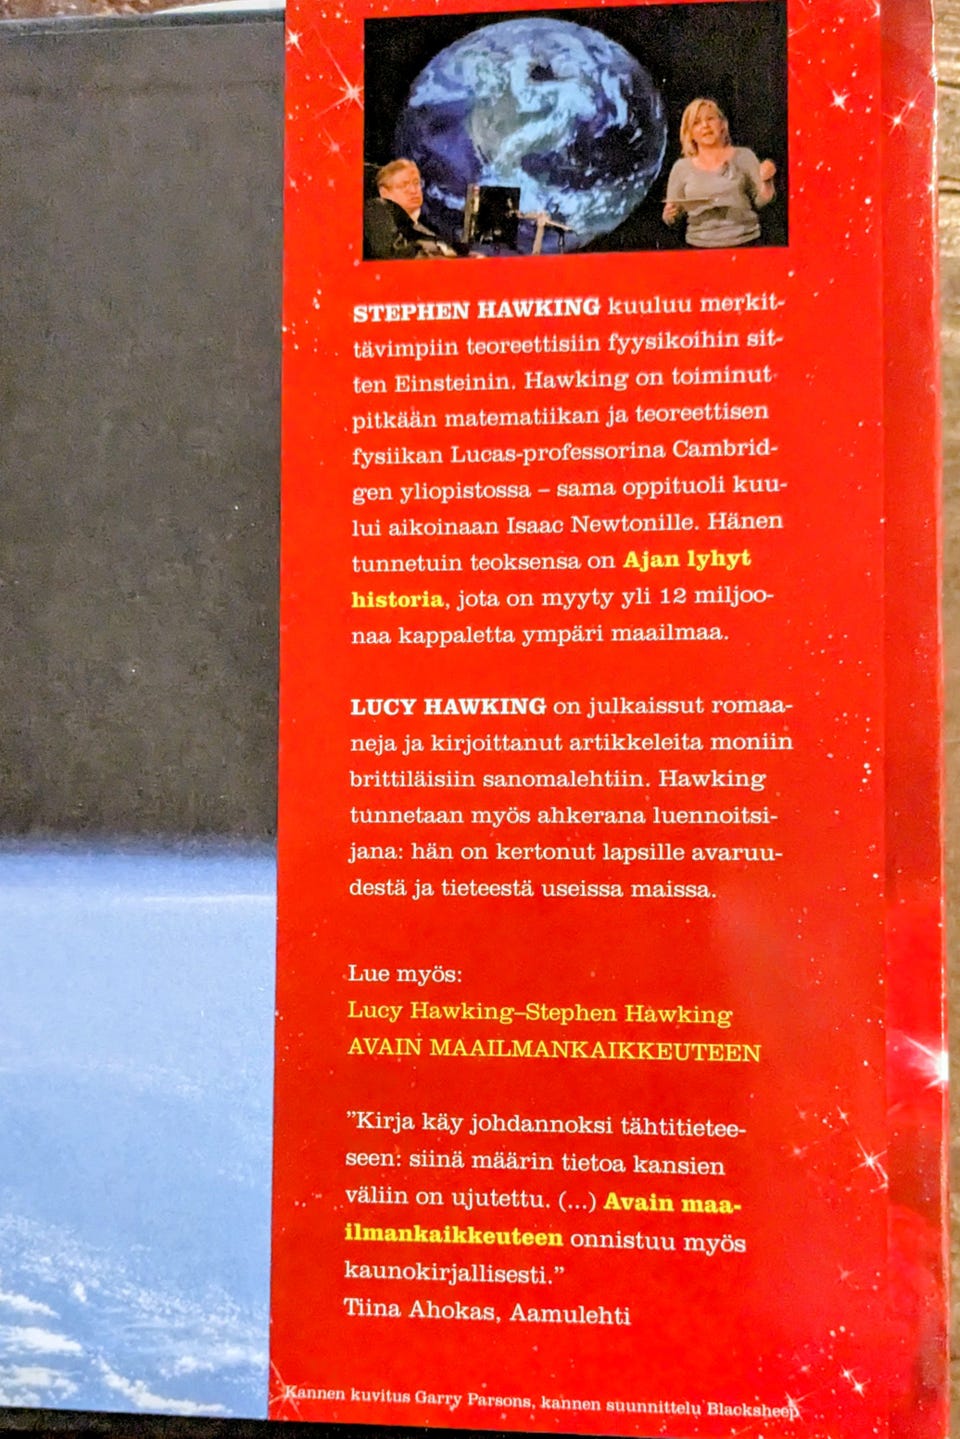 STEPHEN HAWKING kuuluu merkit-
tävimpiin teoreettisiin fyysikoihin sit-
ten Einsteinin. Hawking on toiminut
pitkään matematiikan ja teoreettisen
fysiikan Lucas-professorina Cambrid-
gen yliopistossa – sama oppituoli kuu-
lui aikoinaan Isaac Newtonille. Hänen
tunnetuin teoksensa on Ajan lyhyt
historia, jota on myyty yli 12 miljoo-
naa kappaletta ympäri maailmaa.
LUCY HAWKING on julkaissut romaa-
neja ja kirjoittanut artikkeleita moniin
brittiläisiin sanomalehtiin. Hawking
tunnetaan myös ahkerana luennoitsi-
jana: hän on kertonut lapsille avaruu-
destä ja tieteestä useissa maissa.
Lue myös:
Lucy Hawking–Stephen Hawking
AVAIN MAAILMANKAIKKEUTEEN
”Kirja käy johdannoksi tähtitietee-
seen: siinä määrin tietoa kansien
väliin on ujutettu. (...) Avain maa-
ilmankaikkeuteen onnistuu myös
kaunokirjallisesti.”
Tiina Ahokas, Aamulehti
Kannen kuvitus Garry Parsons, kannen suunnittelu Blacksheep